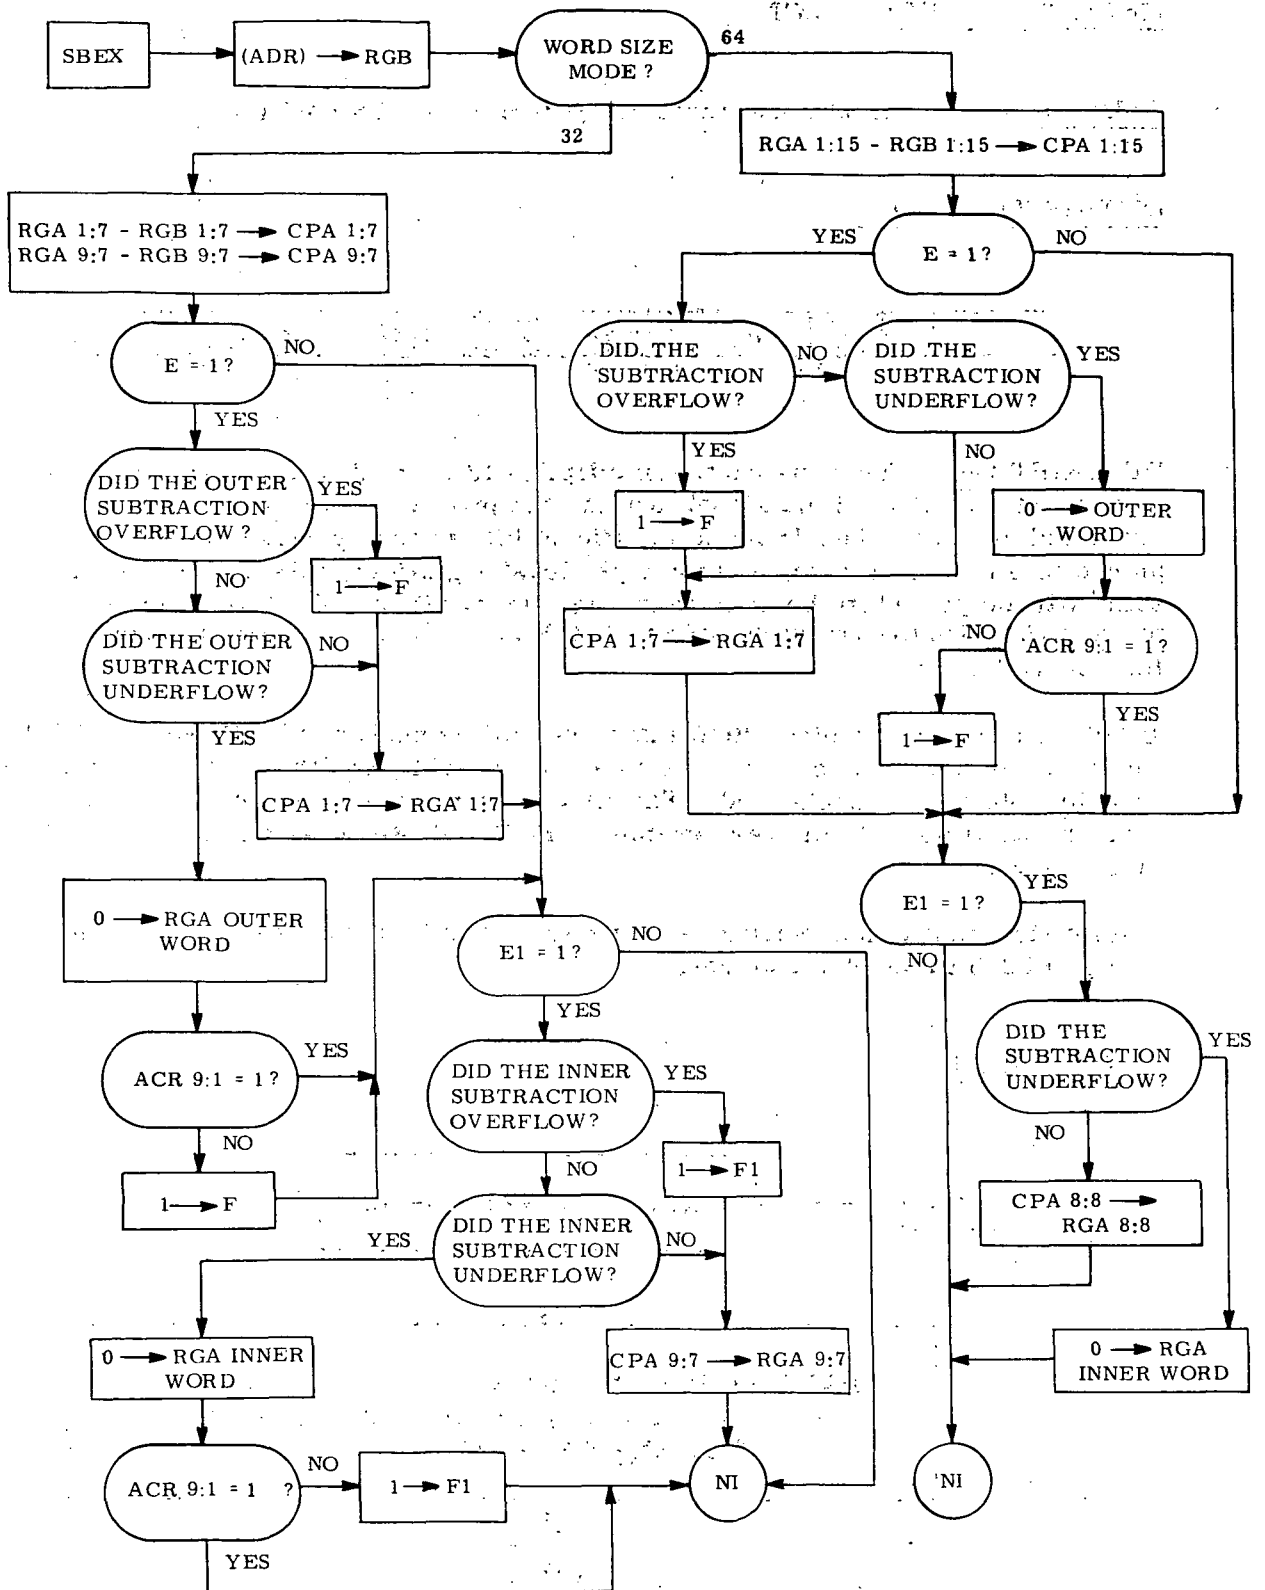 SBEX
(ADR) → RGB
WORD SIZE
MODE ?
64
32
RGA 1:15 - RGB 1:15 → CPA 1:15
RGA 1:7 - RGB 1:7 → CPA 1:7
RGA 9:7 - RGB 9:7 → CPA 9:7
YES
E = 1?
NO
E = 1?
NO
YES
DID THE
SUBTRACTION
OVERFLOW?
NO
DID THE
SUBTRACTION
UNDERFLOW?
YES
YES
NO
DID THE OUTER
SUBTRACTION
OVERFLOW ?
YES
NO
1 → F
1 → F
0 → OUTER
WORD
DID THE OUTER
SUBTRACTION
UNDERFLOW?
NO
YES
CPA 1:7 → RGA 1:7
NO
ACR 9:1 = 1?
YES
1 → F
CPA 1:7 → RGA 1:7
0 → RGA OUTER
WORD
E1 = 1?
YES
NO
E1 = 1?
NO
YES
ACR 9:1 = 1?
YES
NO
1 → F
DID THE INNER
SUBTRACTION
OVERFLOW?
YES
NO
1 → F1
DID THE
SUBTRACTION
UNDERFLOW?
YES
NO
CPA 8:8 →
RGA 8:8
YES
DID THE INNER
SUBTRACTION
UNDERFLOW?
NO
0 → RGA INNER
WORD
CPA 9:7 → RGA 9:7
0 → RGA
INNER WORD
ACR 9:1 = 1 ?
NO
1 → F1
NI
NI
YES